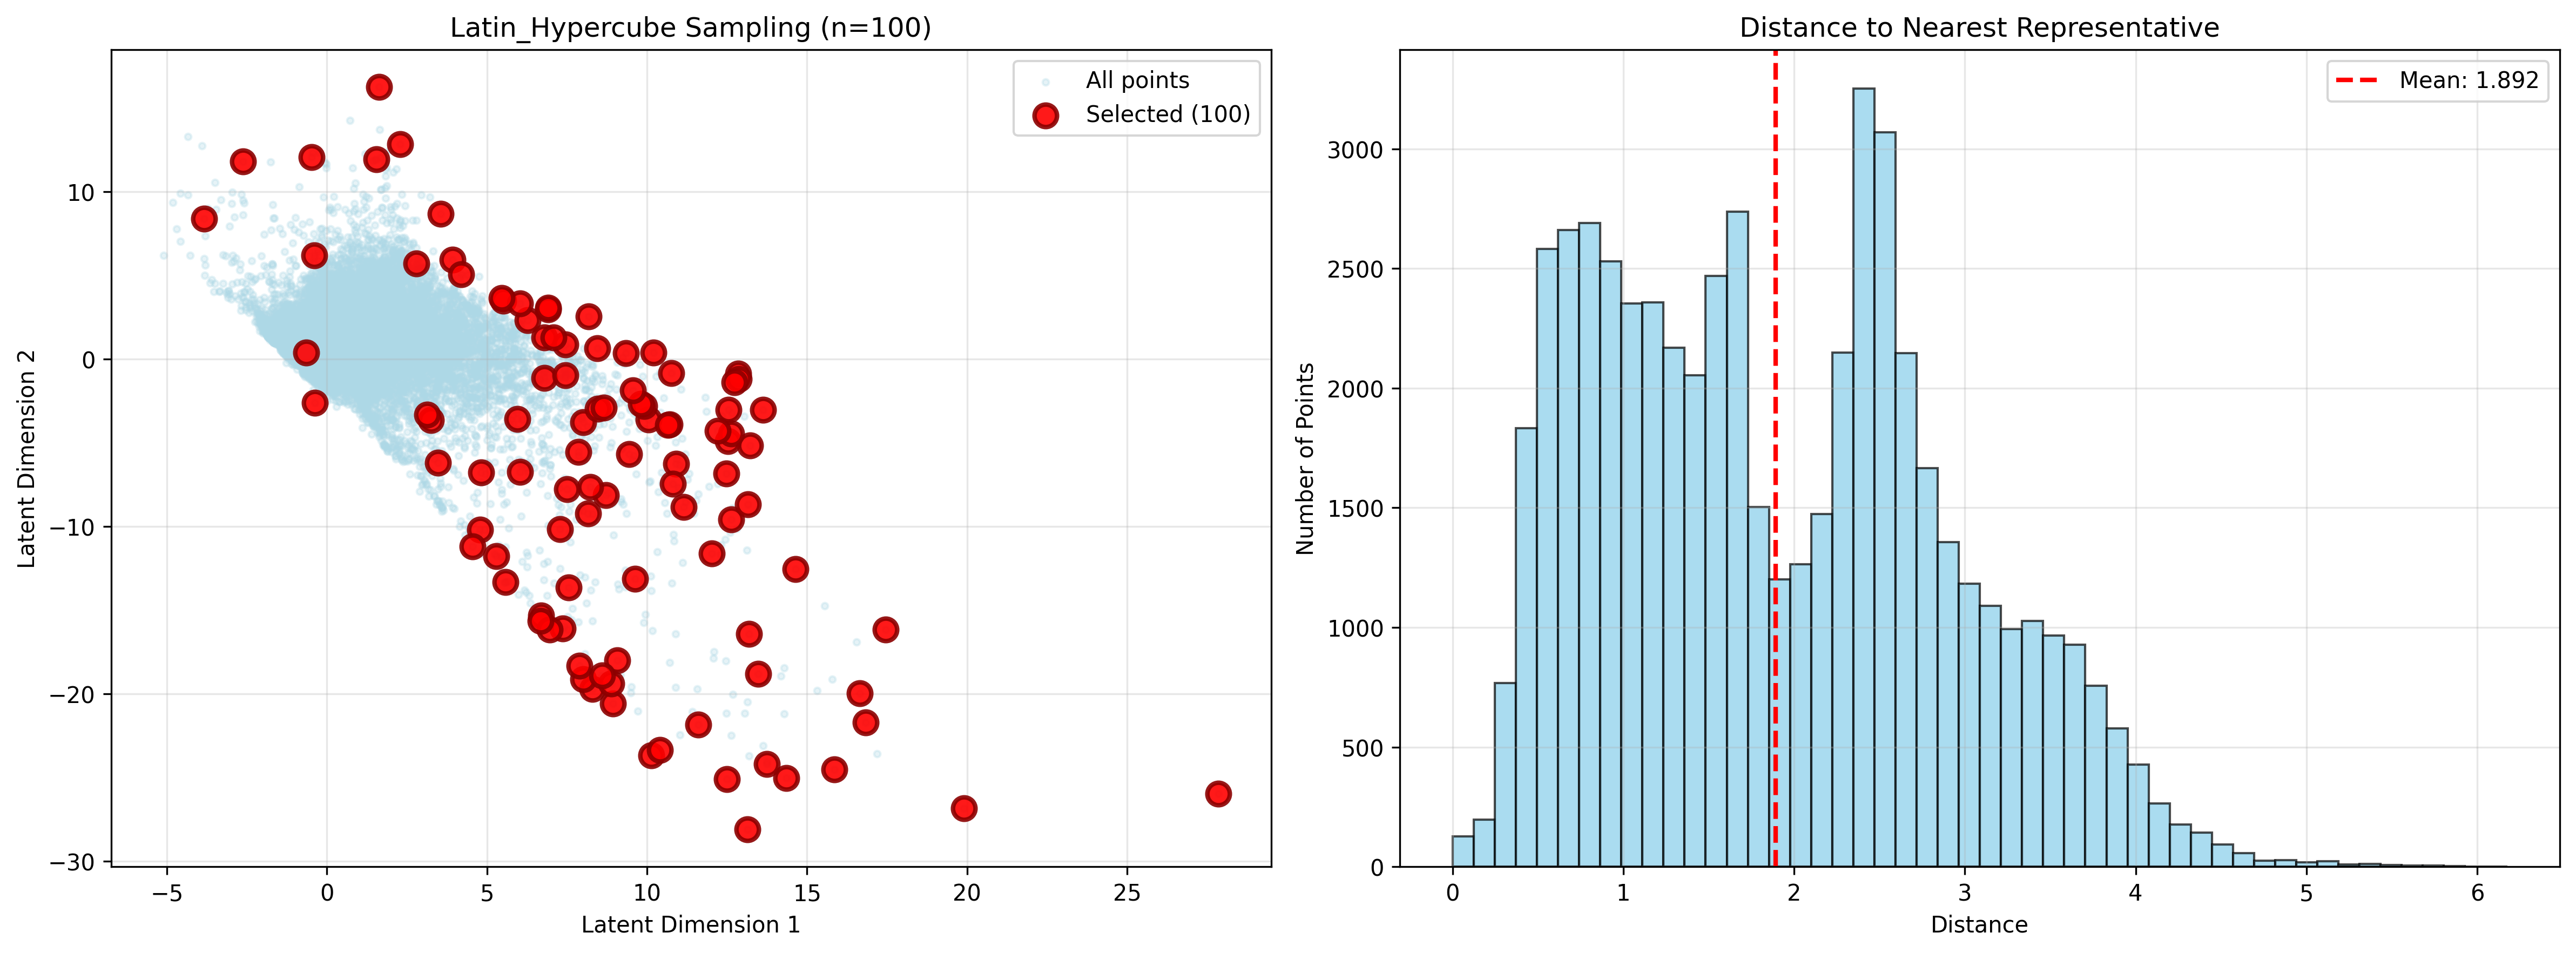 Latin_Hypercube Sampling (n=100)
All points
Selected (100)
10
0
−10
−20
−30
Latent Dimension 2
−5
0
5
10
15
20
25
Latent Dimension 1
Distance to Nearest Representative
Mean: 1.892
3000
2500
2000
1500
1000
500
0
Number of Points
0
1
2
3
4
5
6
Distance